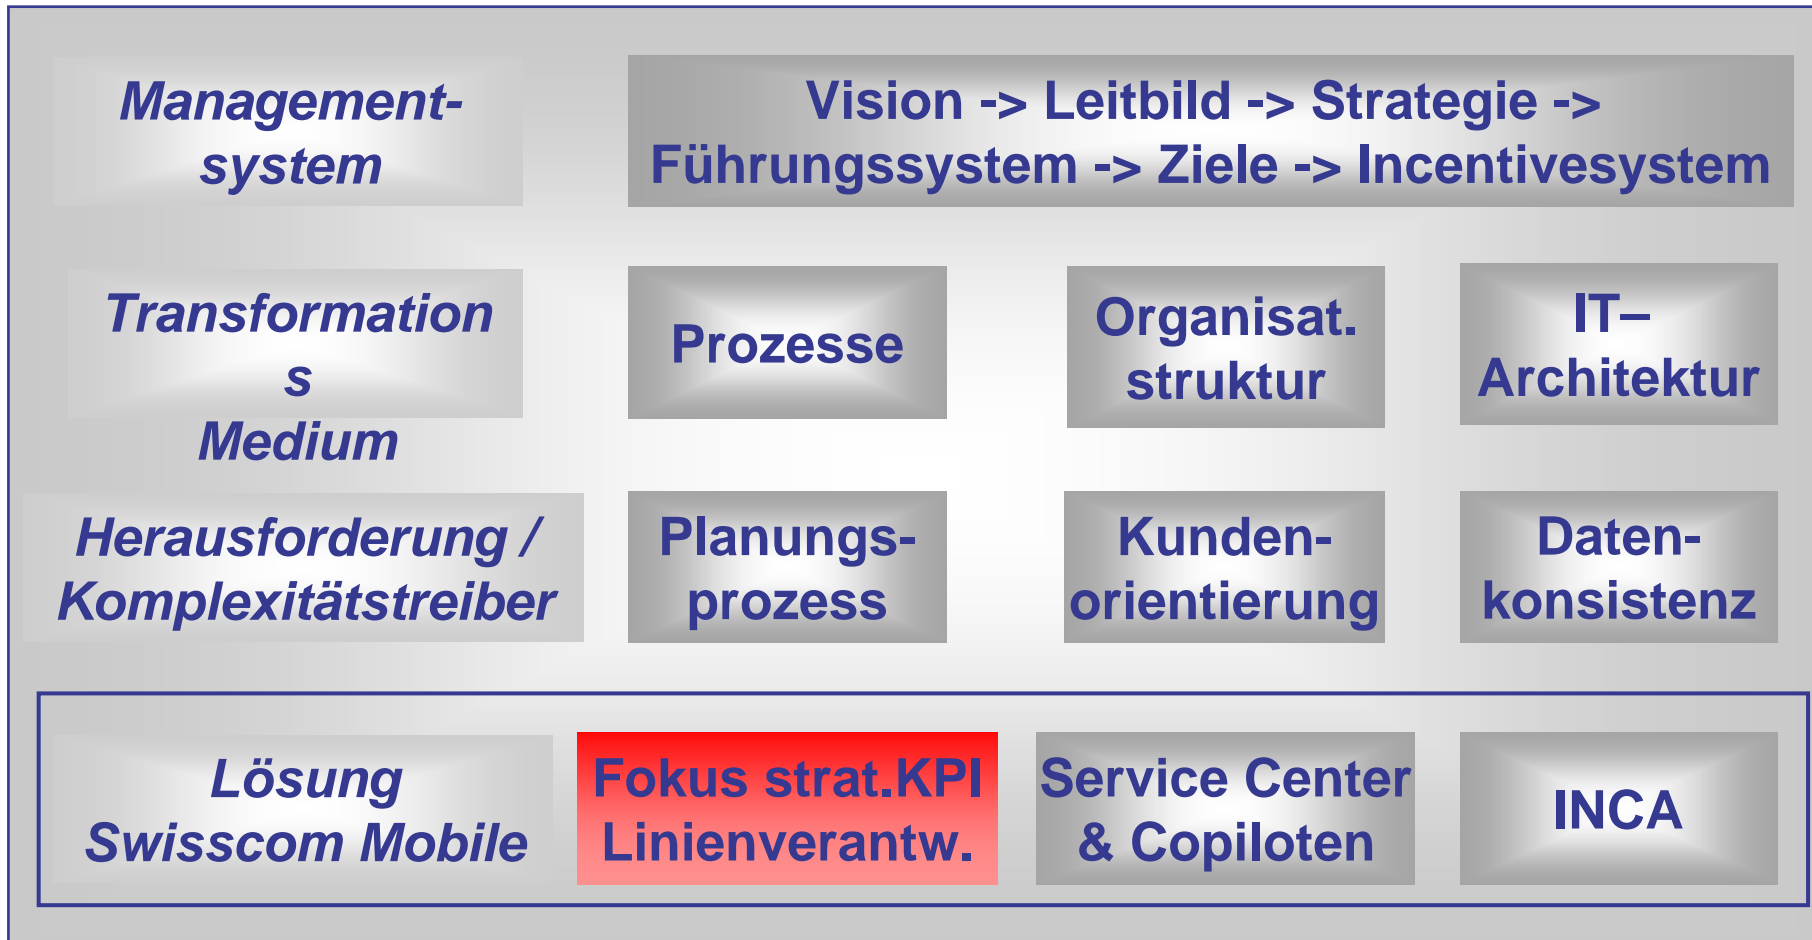 Management-
system
Vision -> Leitbild -> Strategie ->
Führungssystem -> Ziele -> Incentivesystem
Transformation
s
Medium
Prozesse
Organisat.
struktur
IT–
Architektur
Herausforderung /
Komplexitätstreiber
Planungs-
prozess
Kunden-
orientierung
Daten-
konsistenz
Lösung
Swisscom Mobile
Fokus strat.KPI
Linienverantw.
Service Center
& Copiloten
INCA